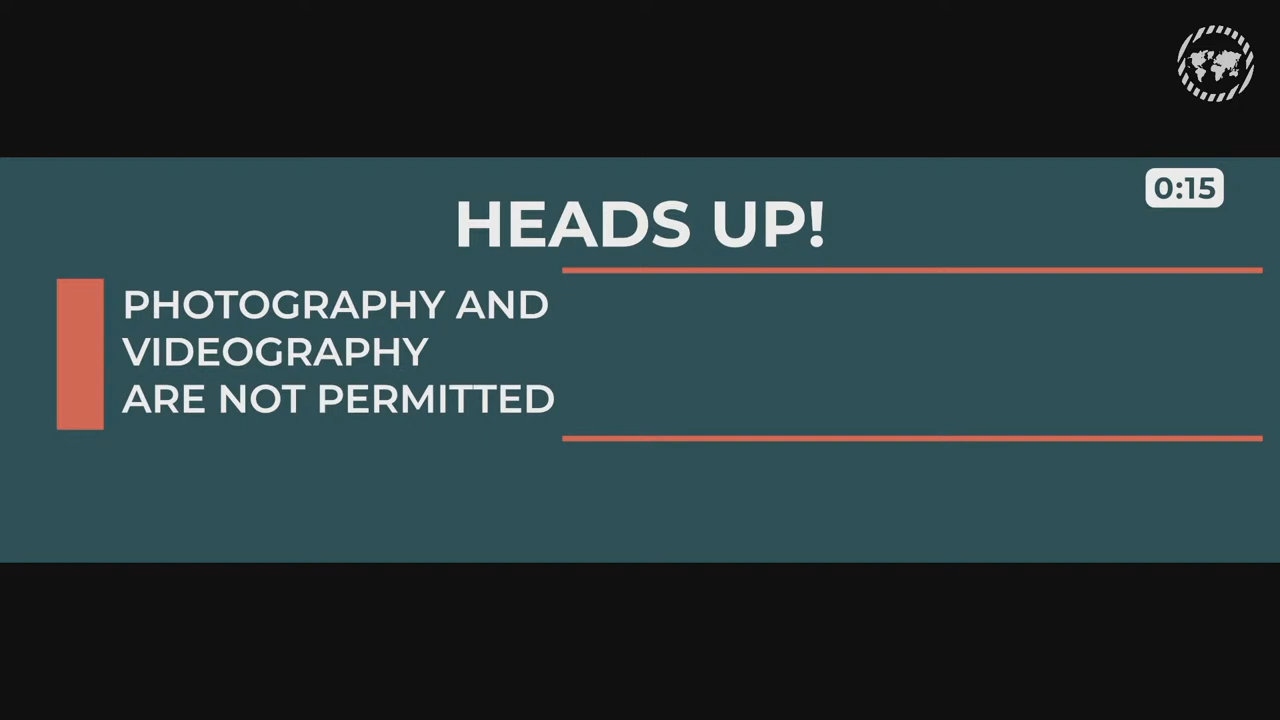 0:15
HEADS UP!
PHOTOGRAPHY AND
VIDEOGRAPHY
ARE NOT PERMITTED